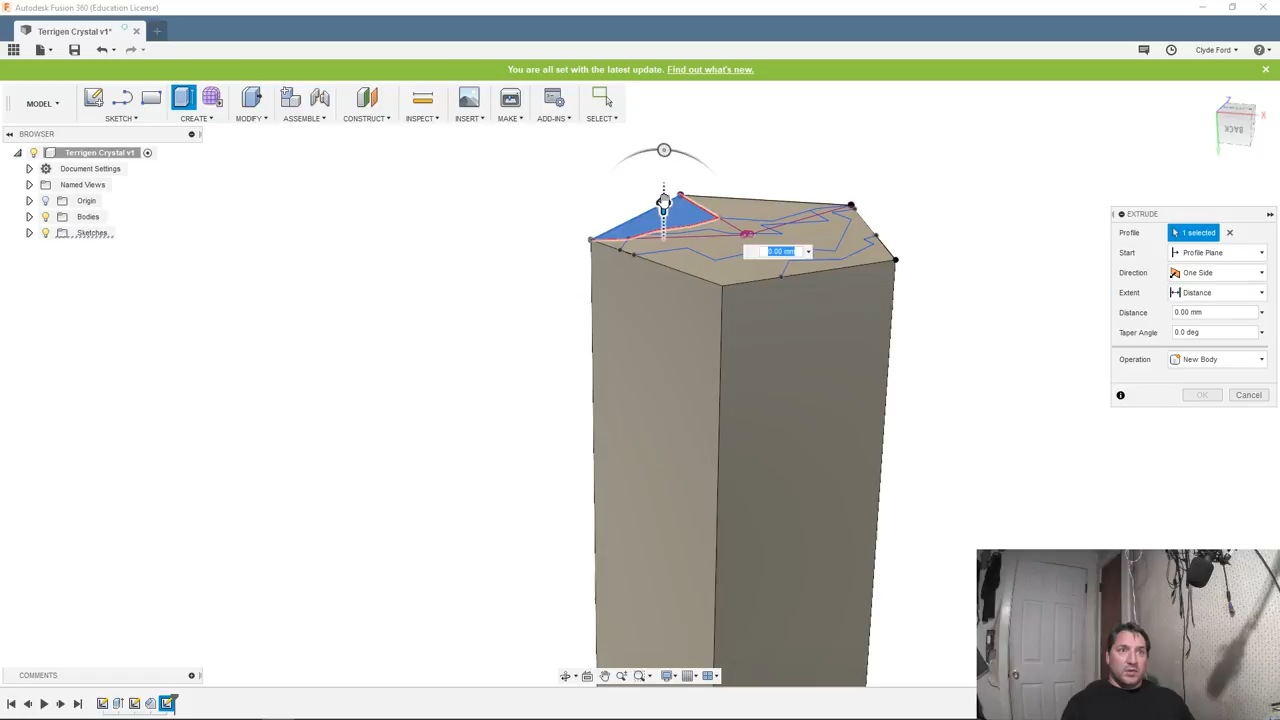 Autodesk Fusion 360 (Education License)
Terrigen Crystal v1*
Clyde Ford
You are all set with the latest update. Find out what's new.
MODEL
SKETCH
CREATE
MODIFY
ASSEMBLE
CONSTRUCT
INSPECT
INSERT
MAKE
ADD-INS
SELECT
BROWSER
Terrigen Crystal v1
Document Settings
Named Views
Origin
Bodies
Sketches
0.00 mm
BACK
Z
X
EXTRUDE
Profile 1 selected
Start Profile Plane
Direction One Side
Extent Distance
Distance 0.00 mm
Taper Angle 0.0 deg
Operation New Body
OK Cancel
COMMENTS